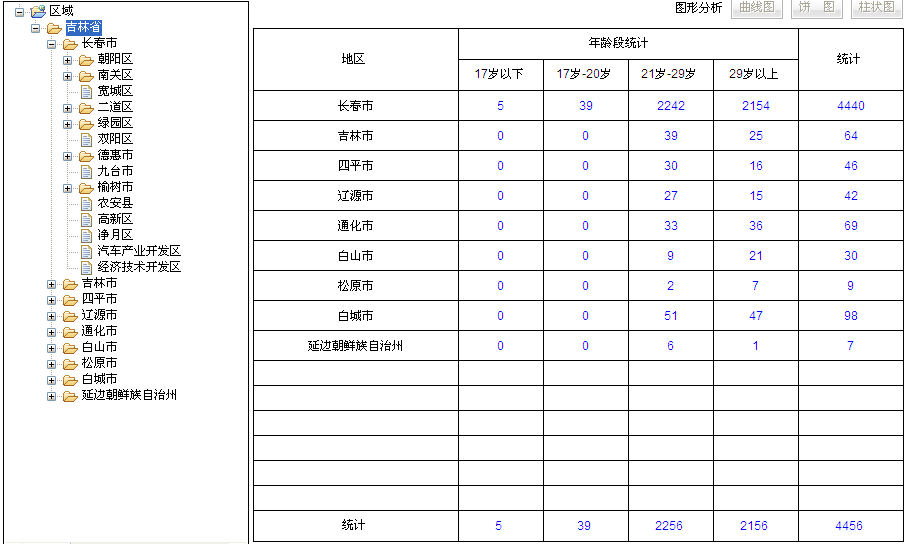 区域
吉林省
长春市
朝阳区
南关区
宽城区
二道区
绿园区
双阳区
德惠市
九台市
榆树市
农安县
高新区
净月区
汽车产业开发区
经济技术开发区
吉林市
四平市
辽源市
通化市
白山市
松原市
白城市
延边朝鲜族自治州
图形分析 曲线图 饼 图 柱状图
地区 年龄段统计 统计
17岁以下 17岁-20岁 21岁-29岁 29岁以上
长春市 5 39 2242 2154 4440
吉林市 0 0 39 25 64
四平市 0 0 30 16 46
辽源市 0 0 27 15 42
通化市 0 0 33 36 69
白山市 0 0 9 21 30
松原市 0 0 2 7 9
白城市 0 0 51 47 98
延边朝鲜族自治州 0 0 6 1 7
统计 5 39 2256 2156 4456